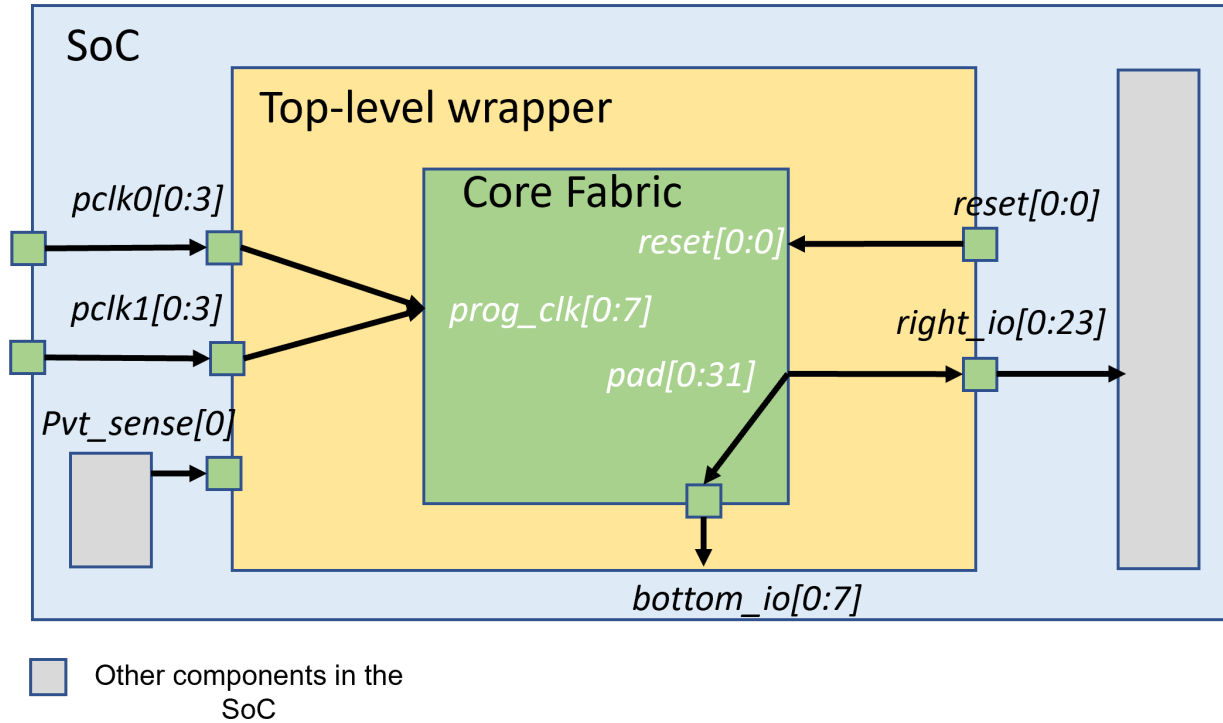 SoC
Top-level wrapper
Core Fabric
pclk0[0:3]
reset[0:0]
reset[0:0]
pclk1[0:3]
prog_clk[0:7]
right_io[0:23]
pad[0:31]
Pvt_sense[0]
bottom_io[0:7]
Other components in the
SoC